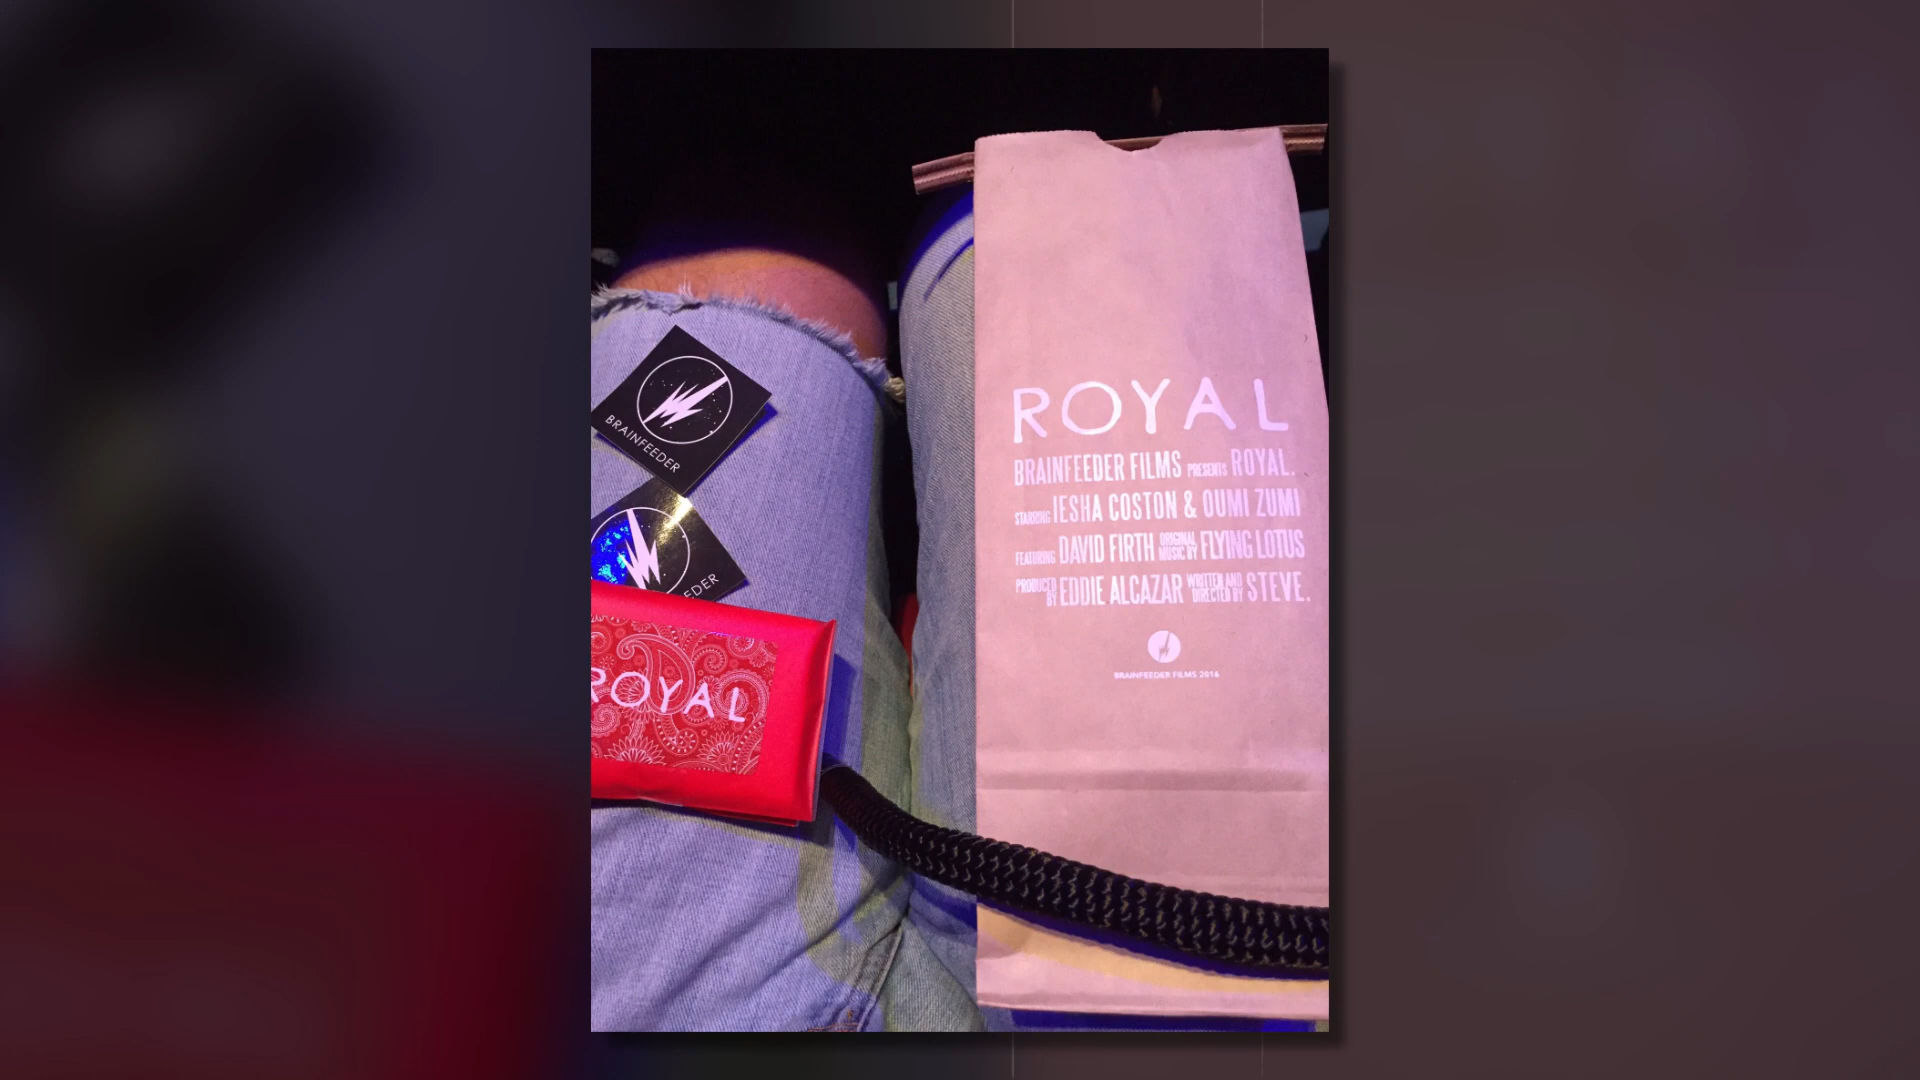 ROYAL
BRAINFEEDER FILMS PRESENTS ROYAL.
STARRING IESHA COSTON & OUMI ZUMI
FEATURING DAVID FIRTH ORIGINAL MUSIC BY FLYING LOTUS
PRODUCED BY EDDIE ALCAZAR WRITTEN AND DIRECTED BY STEVE.
BRAINFEEDER FILMS 2016
BRAINFEEDER
EEDER
ROYAL